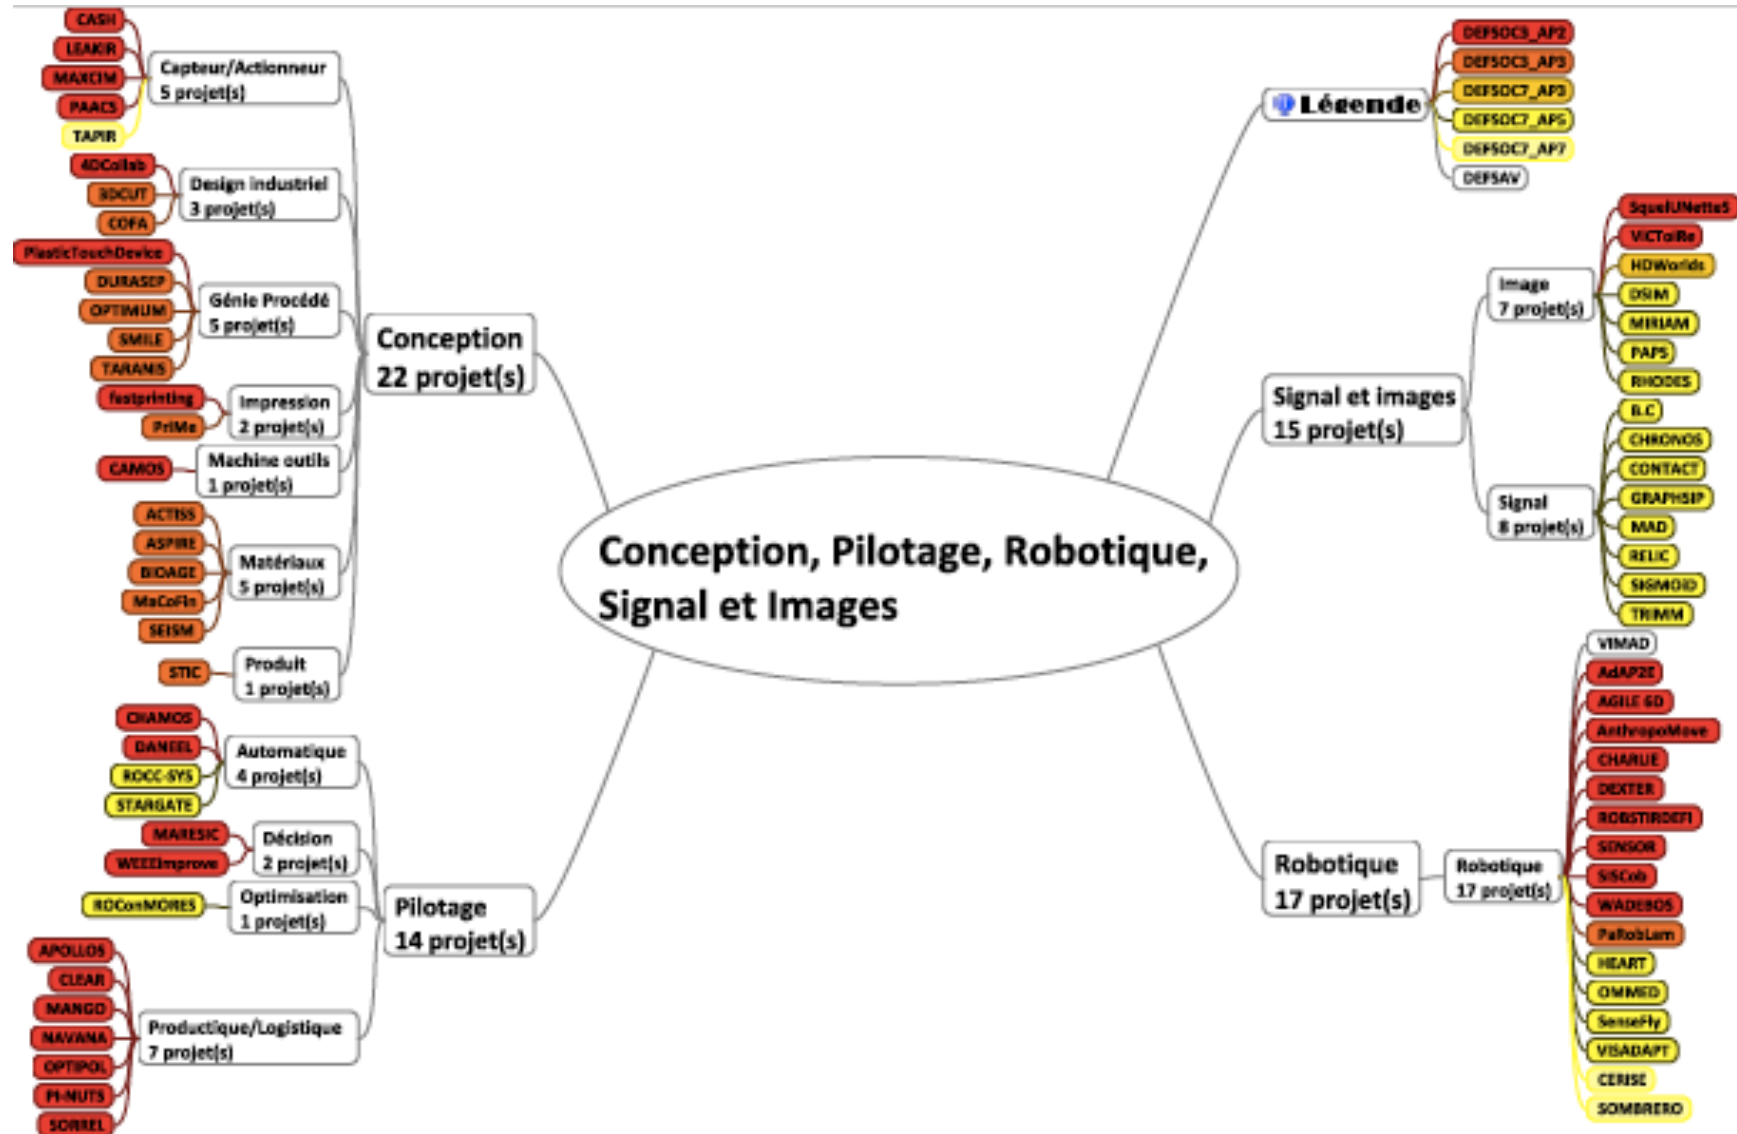 CASH
LEAKIR
MAXCIM
PAACS
TAPIR
Capteur/Actionneur
5 projet(s)
4DCollab
3DCUT
COFA
Design industriel
3 projet(s)
PlasticTouchDevice
DURASEP
OPTIMUM
SMILE
TARANIS
Génie Procédé
5 projet(s)
fastprinting
PriMe
Impression
2 projet(s)
CAMOS
Machine outils
1 projet(s)
ACTISS
ASPIRE
BIOAGE
MaCoFin
SEISM
Matériaux
5 projet(s)
STIC
Produit
1 projet(s)
Conception
22 projet(s)
CHAMOS
DANEEL
ROCC-SYS
STARGATE
Automatique
4 projet(s)
MARESIC
WEEEImprove
Décision
2 projet(s)
ROConMORES
Optimisation
1 projet(s)
APOLLOS
CLEAR
MANGO
NAVANA
OPTIPOL
PI-NUTS
SORREL
Productique/Logistique
7 projet(s)
Pilotage
14 projet(s)
Conception, Pilotage, Robotique,
Signal et Images
Légende
DEFSOC3_AP2
DEFSOC3_AP3
DEFSOC7_AP3
DEFSOC7_AP5
DEFSOC7_AP7
DEFSAV
Signal et images
15 projet(s)
Image
7 projet(s)
SquelUNetteS
VICToiRe
HDWorlds
DSIM
MIRIAM
PAPS
RHODES
Signal
8 projet(s)
B.C
CHRONOS
CONTACT
GRAPHSIP
MAD
RELIC
SIGMOID
TRIMM
Robotique
17 projet(s)
Robotique
17 projet(s)
VIMAD
AdAP2E
AGILE 6D
AnthropoMove
CHARLIE
DEXTER
ROBSTIRDEFI
SENSOR
SISCob
WADEBOS
PaRobLam
HEART
OMMED
SenseFly
VISADAPT
CERISE
SOMBRERO